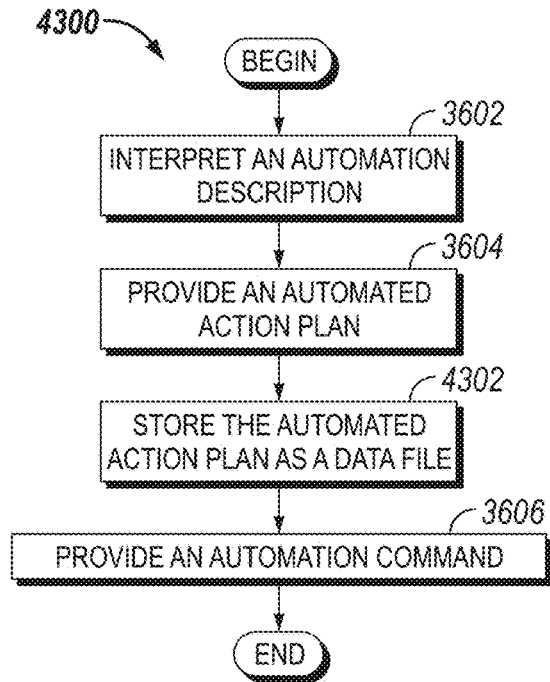 4300
BEGIN
3602
INTERPRET AN AUTOMATION
DESCRIPTION
3604
PROVIDE AN AUTOMATED
ACTION PLAN
4302
STORE THE AUTOMATED
ACTION PLAN AS A DATA FILE
3606
PROVIDE AN AUTOMATION COMMAND
END